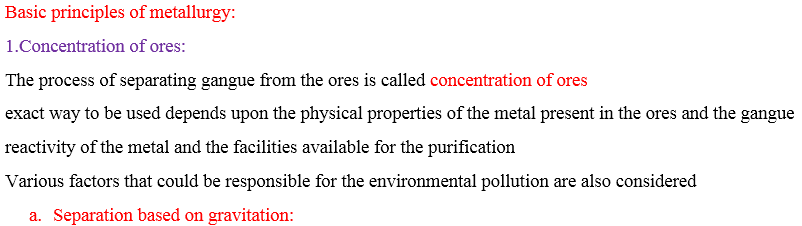 Basic principles of metallurgy:
1.Concentration of ores:
The process of separating gangue from the ores is called concentration of ores
exact way to be used depends upon the physical properties of the metal present in the ores and the gangue
reactivity of the metal and the facilities available for the purification
Various factors that could be responsible for the environmental pollution are also considered
a. Separation based on gravitation: